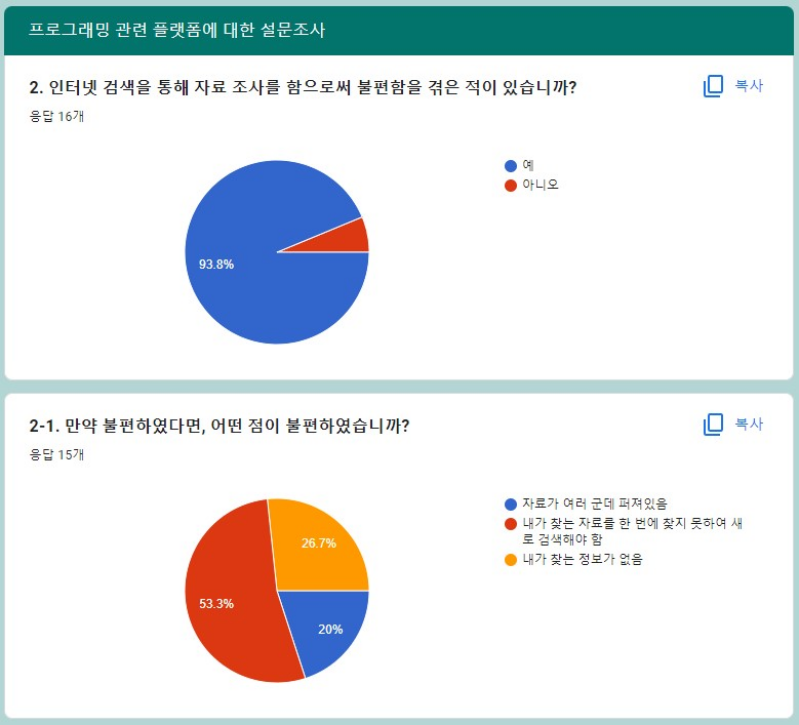 프로그래밍 관련 플랫폼에 대한 설문조사
2. 인터넷 검색을 통해 자료 조사를 함으로써 불편함을 겪은 적이 있습니까?
복사
응답 16개
예
아니오
93.8%
2-1. 만약 불편하였다면, 어떤 점이 불편하였습니까?
복사
응답 15개
자료가 여러 군데 퍼져있음
내가 찾는 자료를 한 번에 찾지 못하여 새
로 검색해야 함
내가 찾는 정보가 없음
26.7%
53.3%
20%